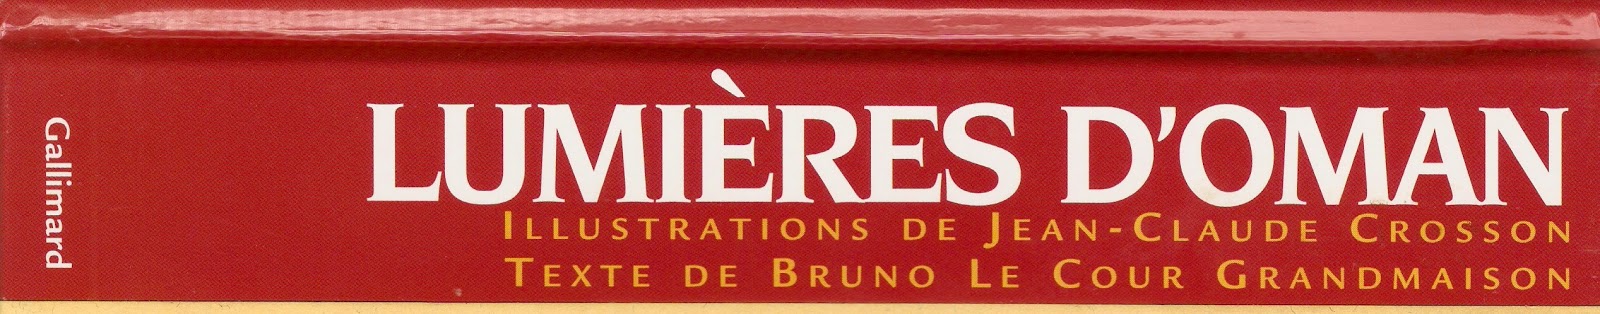 LUMIÈRES D'OMAN
ILLUSTRATIONS DE JEAN-CLAUDE CROSSON
TEXTE DE BRUNO LE COUR GRANDMAISON
Gallimard